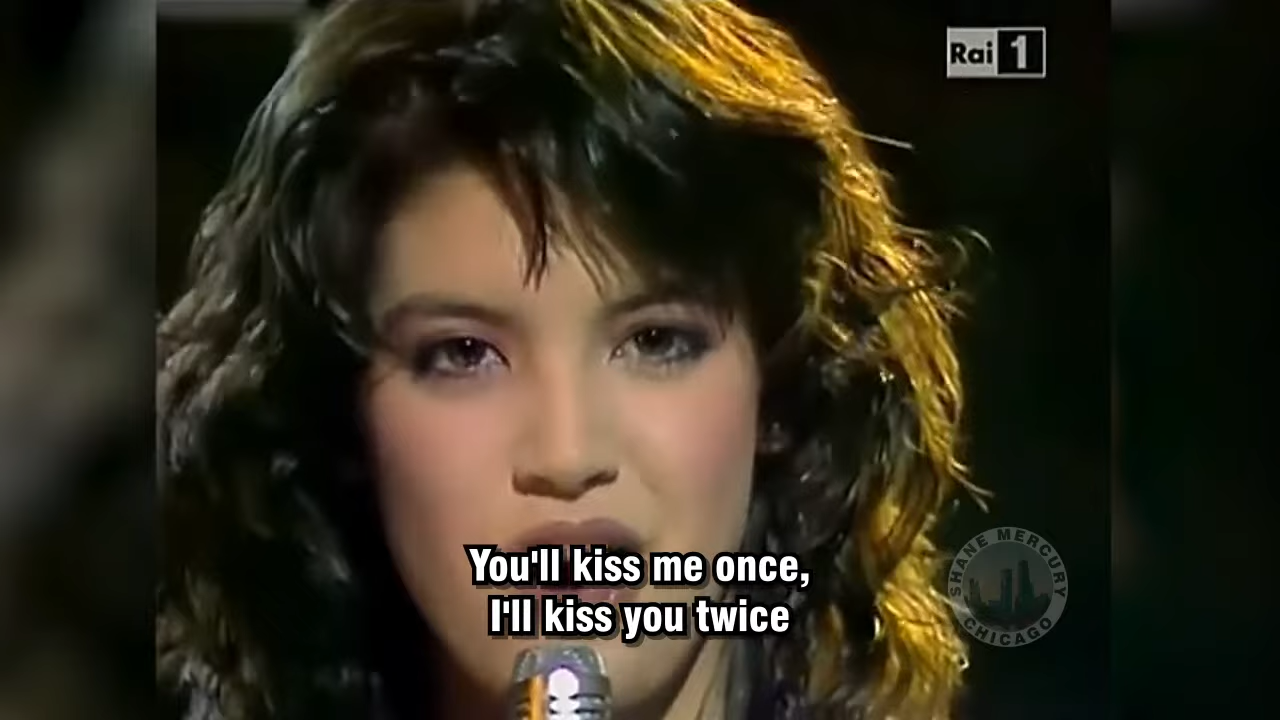 Rai 1
You'll kiss me once,
I'll kiss you twice
SHANE MERCURY
CHICAGO